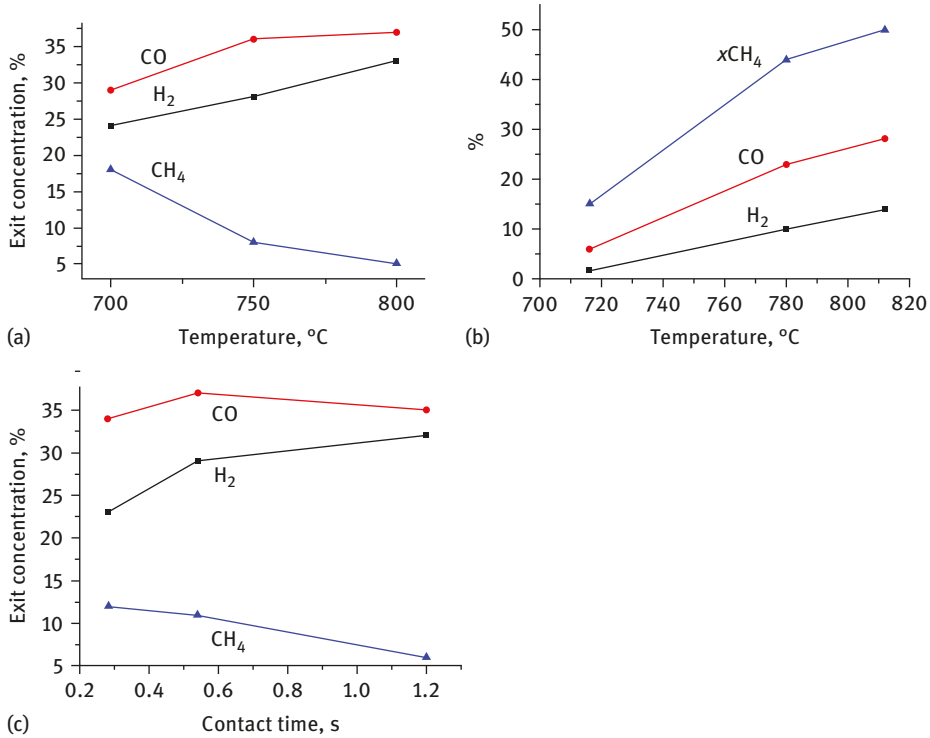 35
30
25
20
15
10
5
Exit concentration, %
CO
H2
CH4
700
750
800
Temperature, °C
(a)
50
40
30
20
10
0
%
xCH4
CO
H2
700
720
740
760
780
800
820
Temperature, °C
(b)
35
30
25
20
15
10
5
Exit concentration, %
CO
H2
CH4
0.2
0.4
0.6
0.8
1.0
1.2
Contact time, s
(c)